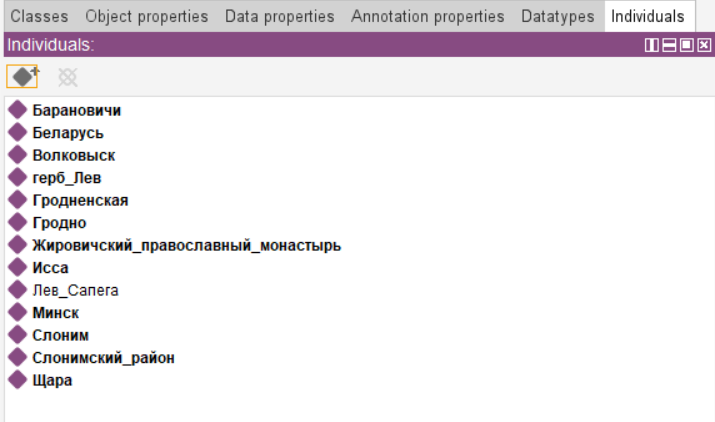 Classes Object properties Data properties Annotation properties Datatypes Individuals
Individuals:
Барановичи
Беларусь
Волковыск
герб_Лев
Гродненская
Гродно
Жировичский_православный_монастырь
Исса
Лев_Сапега
Минск
Слоним
Слонимский_район
Щара